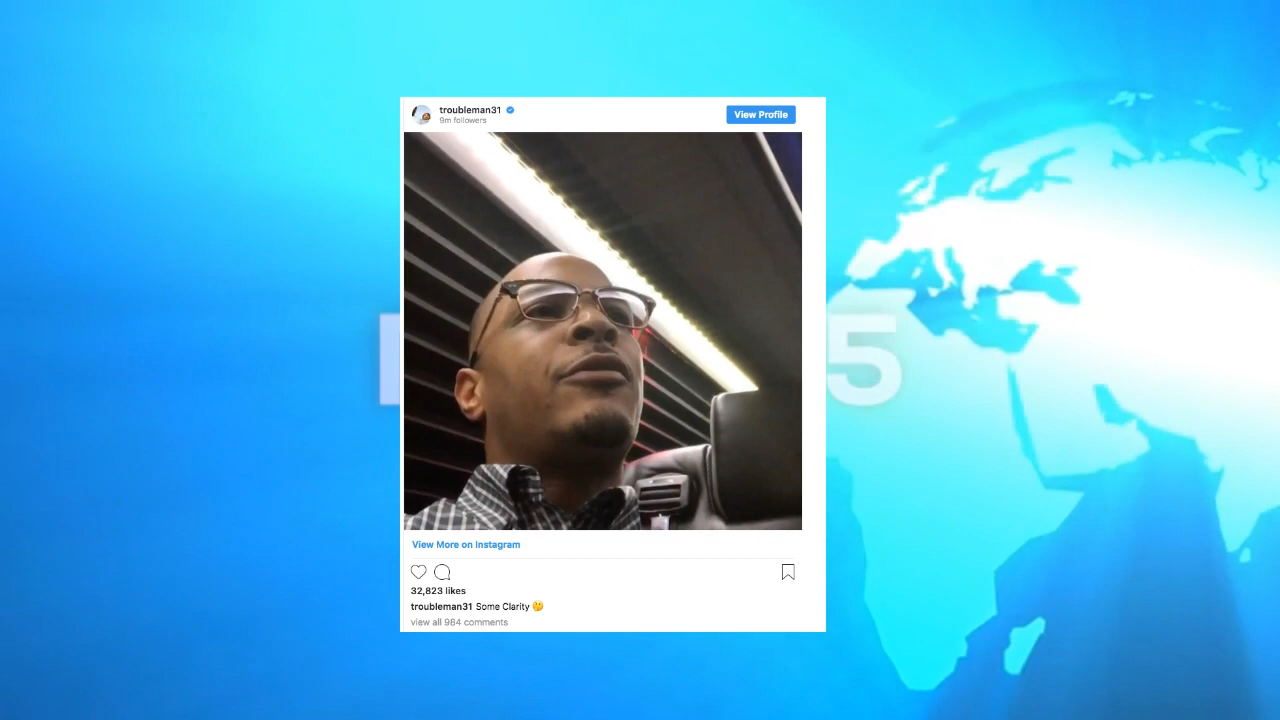 troubleman31
9m followers
View Profile
5
View More on Instagram
32,823 likes
troubleman31 Some Clarity 🤔
view all 984 comments